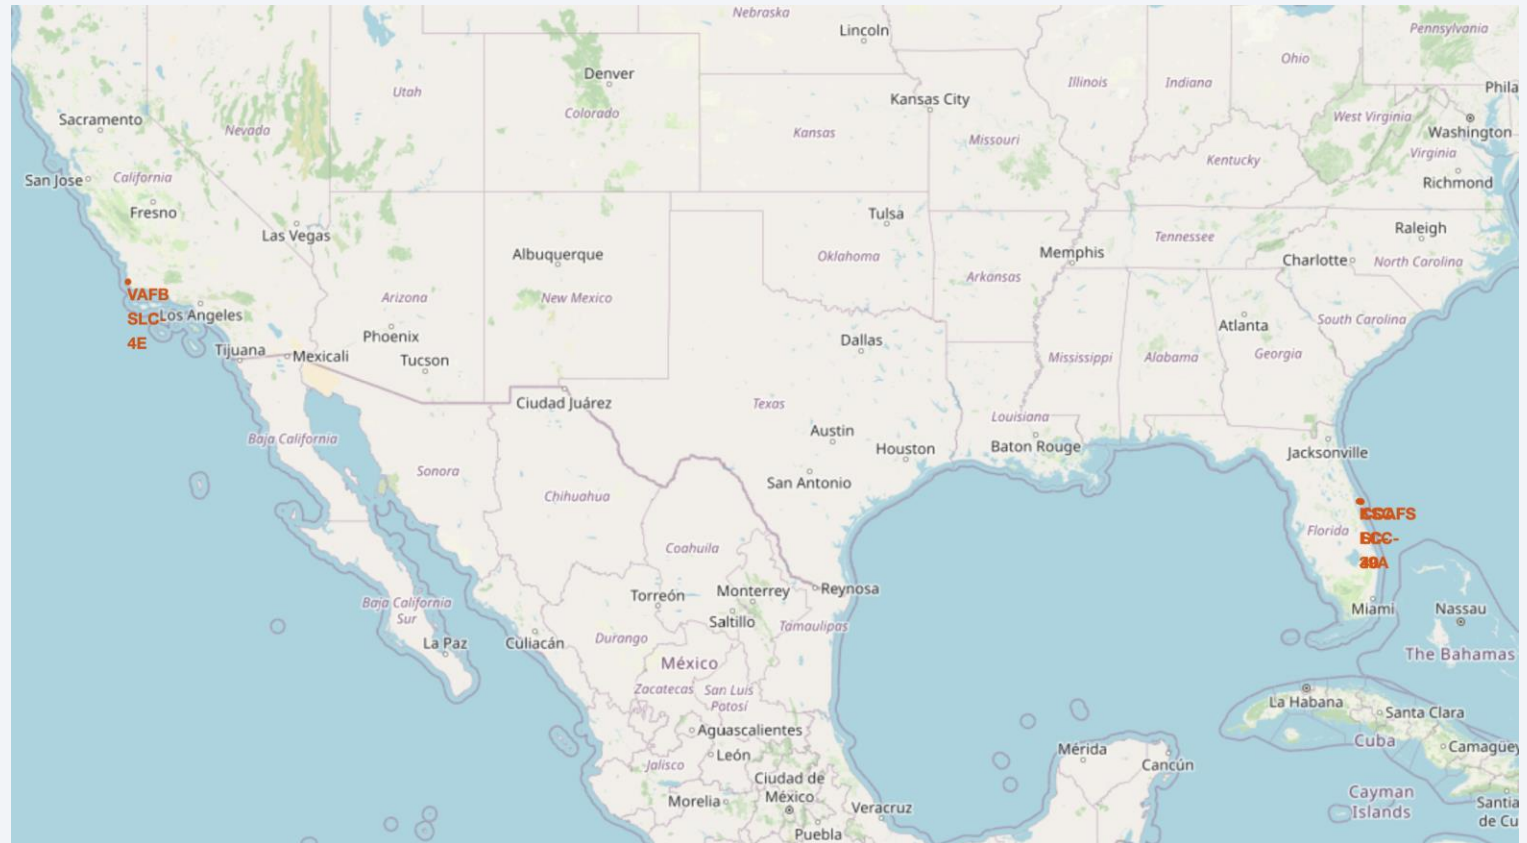 Nebraska
Pennsylvania
Lincoln
Ohio
Denver
Illinois
Indiana
Utah
Phila
Kansas City
Colorado
Sacramento
West Virginia
Nevada
Kansas
Washington
Missouri
Virginia
Kentucky
San Jose
California
Richmond
Fresno
Tulsa
Las Vegas
Raleigh
Tennessee
Albuquerque
Memphis
Oklahoma
Charlotte
North Carolina
Arkansas
VAFB
SLC-
4E
Los Angeles
Arizona
New Mexico
South Carolina
Atlanta
Phoenix
Dallas
Tijuana
Mexicali
Tucson
Mississippi
Alabama
Georgia
Ciudad Juárez
Texas
Louisiana
Austin
Baja California
Houston
Baton Rouge
Jacksonville
Sonora
San Antonio
Chihuahua
Florida
Coahuila
Reynosa
Torreón
Monterrey
Baja California
Sur
Saltillo
Tamaulipas
Miami
Nassau
La Paz
Culiacán
Durango
The Bahamas
México
Zacatecas
San Luis
Potosí
La Habana
Santa Clara
Aguascalientes
Cuba
Camagüey
León
Mérida
Jalisco
Cancún
Ciudad de
México
Cayman
Islands
Morelia
Veracruz
Santia
de Cu
Puebla